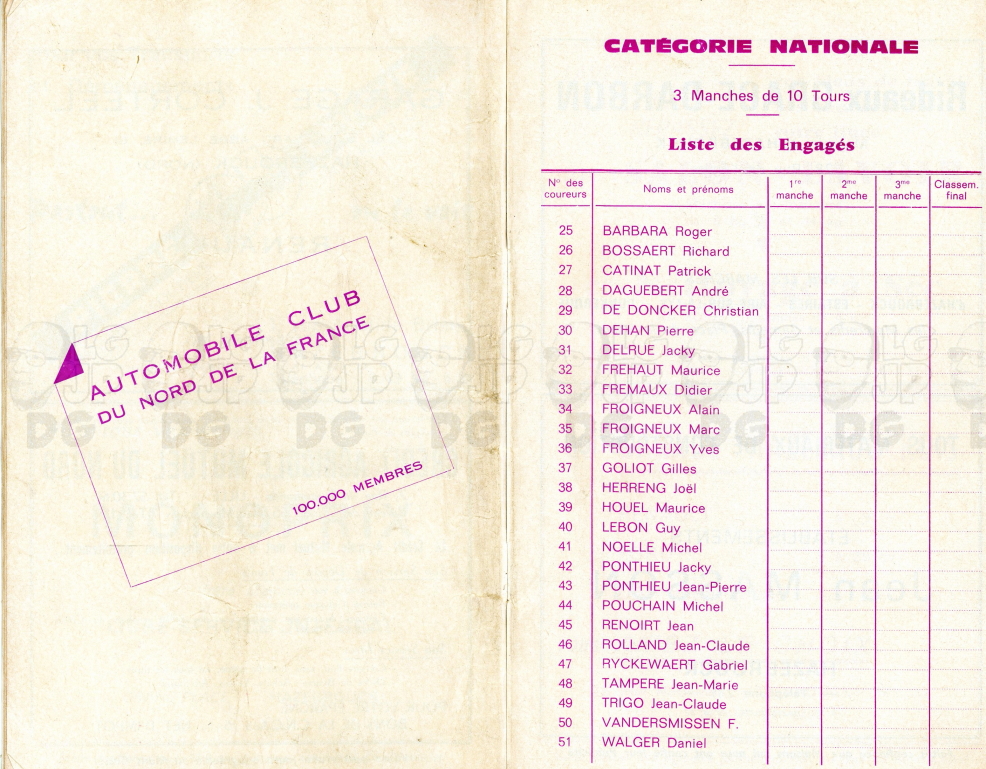 AUTOMOBILE CLUB
DU NORD DE LA FRANCE
100.000 MEMBRES
CATÉGORIE NATIONALE
3 Manches de 10 Tours
Liste des Engagés
N° des coureurs Noms et prénoms 1re manche 2me manche 3me manche Classem. final
25 BARBARA Roger
26 BOSSAERT Richard
27 CATINAT Patrick
28 DAGUEBERT André
29 DE DONCKER Christian
30 DEHAN Pierre
31 DELRUE Jacky
32 FREHAUT Maurice
33 FREMAUX Didier
34 FROIGNEUX Alain
35 FROIGNEUX Marc
36 FROIGNEUX Yves
37 GOLIOT Gilles
38 HERRENG Joël
39 HOUEL Maurice
40 LEBON Guy
41 NOELLE Michel
42 PONTHIEU Jacky
43 PONTHIEU Jean-Pierre
44 POUCHAIN Michel
45 RENOIRT Jean
46 ROLLAND Jean-Claude
47 RYCKEWAERT Gabriel
48 TAMPERE Jean-Marie
49 TRIGO Jean-Claude
50 VANDERSMISSEN F.
51 WALGER Daniel